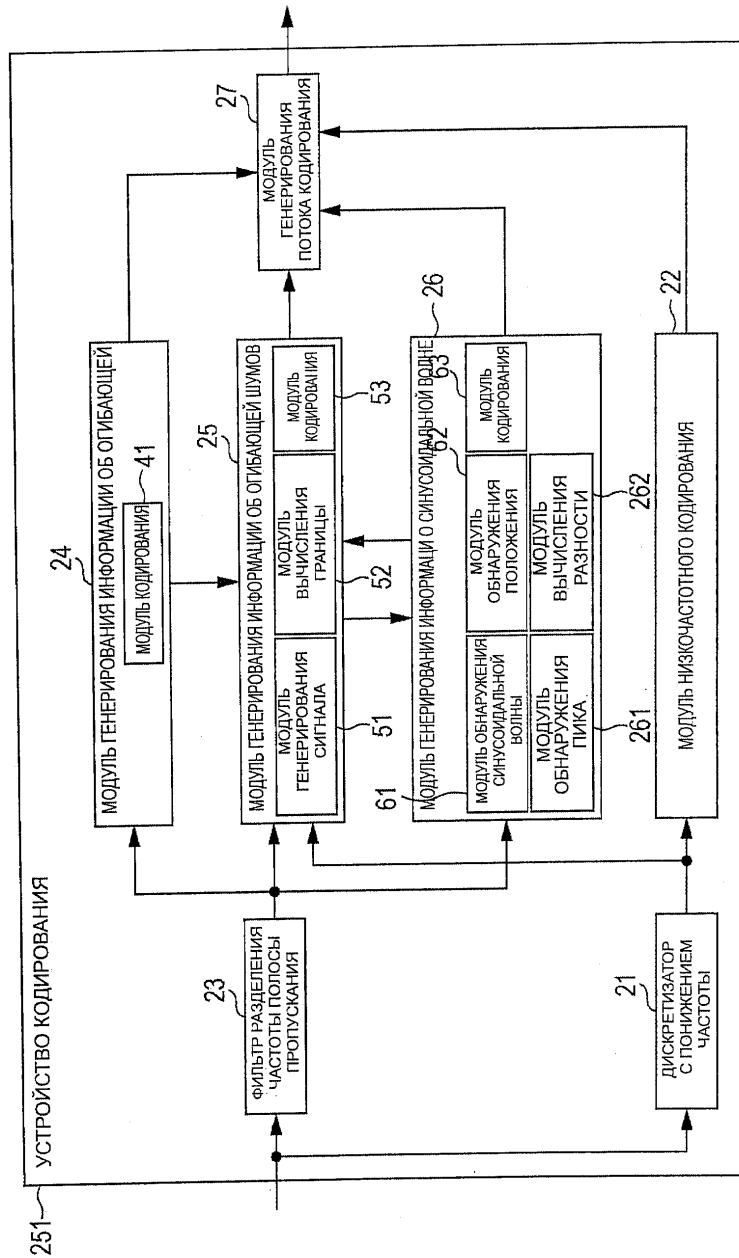 251
УСТРОЙСТВО КОДИРОВАНИЯ
23
ФИЛЬТР РАЗДЕЛЕНИЯ
ЧАСТОТЫ ПОЛОСЫ
ПРОПУСКАНИЯ
21
ДИСКРЕТИЗАТОР
С ПОНИЖЕНИЕМ
ЧАСТОТЫ
24
МОДУЛЬ ГЕНЕРИРОВАНИЯ ИНФОРМАЦИИ ОБ ОГИБАЮЩЕЙ
41
МОДУЛЬ КОДИРОВАНИЯ
25
МОДУЛЬ ГЕНЕРИРОВАНИЯ ИНФОРМАЦИИ ОБ ОГИБАЮЩЕЙ ШУМОВ
МОДУЛЬ
ГЕНЕРИРОВАНИЯ
СИГНАЛА
51
МОДУЛЬ
ВЫЧИСЛЕНИЯ
ГРАНИЦЫ
52
МОДУЛЬ
КОДИРОВАНИЯ
53
26
МОДУЛЬ ГЕНЕРИРОВАНИЯ ИНФОРМАЦИ О СИНУСОИДАЛЬНОЙ ВОЛНЕ
61
МОДУЛЬ ОБНАРУЖЕНИЯ
СИНУСОИДАЛЬНОЙ
ВОЛНЫ
62
МОДУЛЬ
ОБНАРУЖЕНИЯ
ПОЛОЖЕНИЯ
63
МОДУЛЬ
КОДИРОВАНИЯ
МОДУЛЬ
ОБНАРУЖЕНИЯ
ПИКА
261
МОДУЛЬ
ВЫЧИСЛЕНИЯ
РАЗНОСТИ
262
22
МОДУЛЬ НИЗКОЧАСТОТНОГО КОДИРОВАНИЯ
27
МОДУЛЬ
ГЕНЕРИРОВАНИЯ
ПОТОКА КОДИРОВАНИЯ